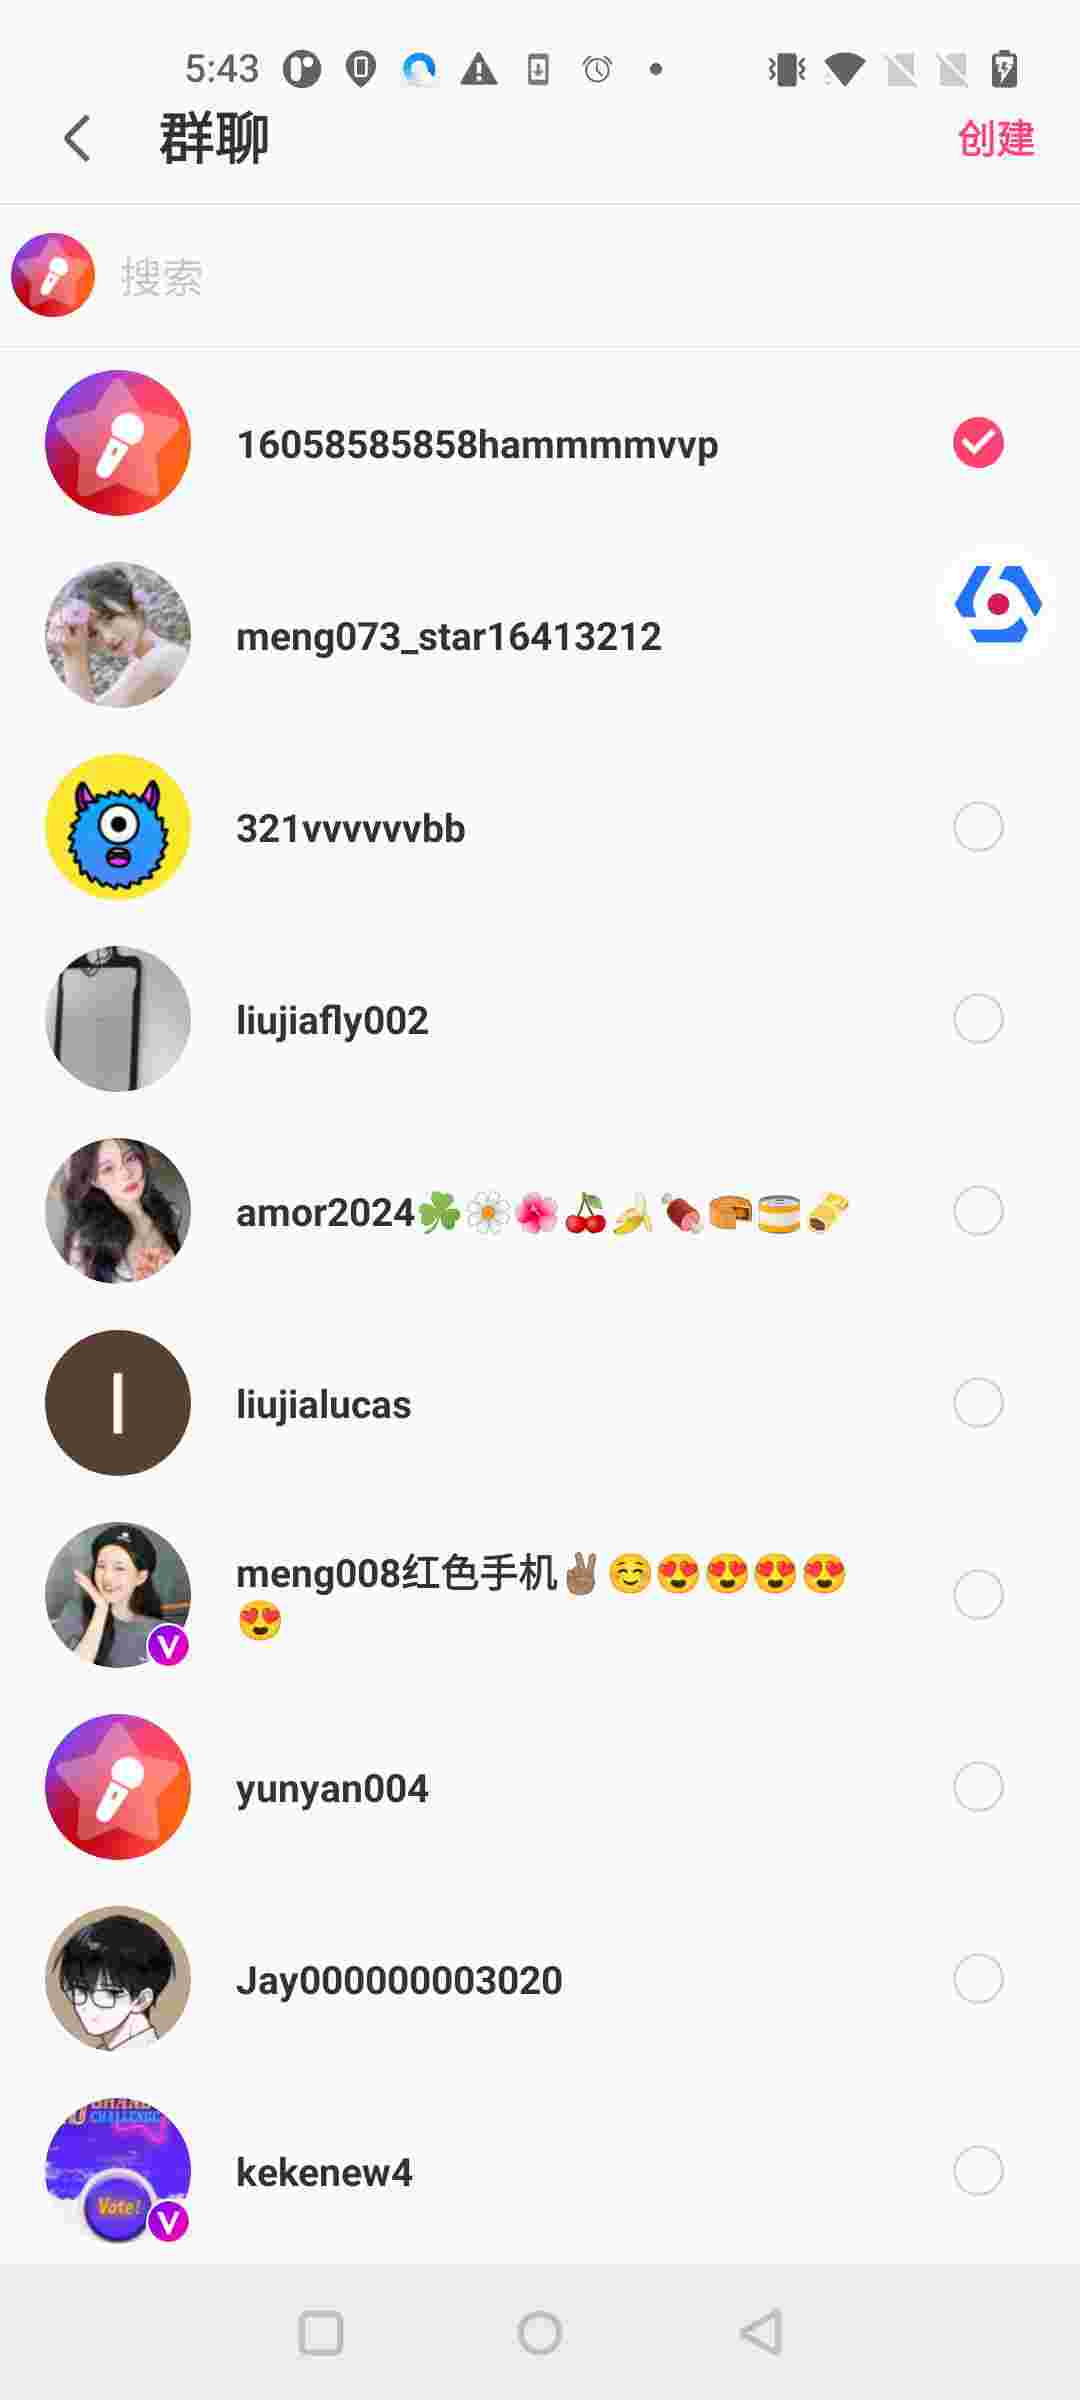 5:43
群聊
创建
搜索
16058585858hammmmvvp
meng073_star16413212
321vvvvvvbb
liujiafly002
amor2024☘️🌼🌺🍒🍌🍖🥮🥫🫔
l
liujialucas
meng008红色手机✌🏽☺️😍😍😍😍
😍
V
yunyan004
Jay000000003020
Vote!
V
kekenew4